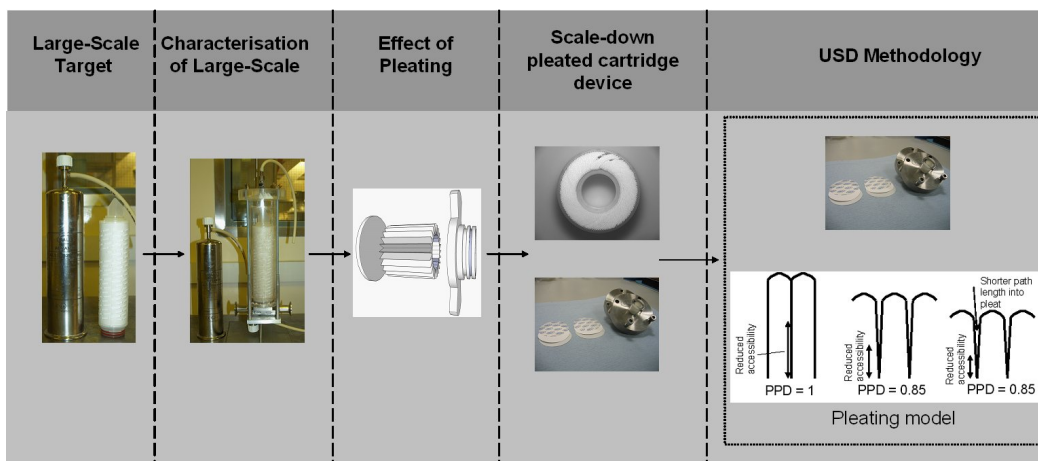 Large-Scale
Target
Characterisation
of Large-Scale
Effect of
Pleating
Scale-down
pleated cartridge
device
USD Methodology
Shorter path
length into
pleat
Reduced
accessibility
PPD = 1
Reduced
accessibility
PPD = 0.85
Reduced
accessibility
PPD = 0.85
Pleating model